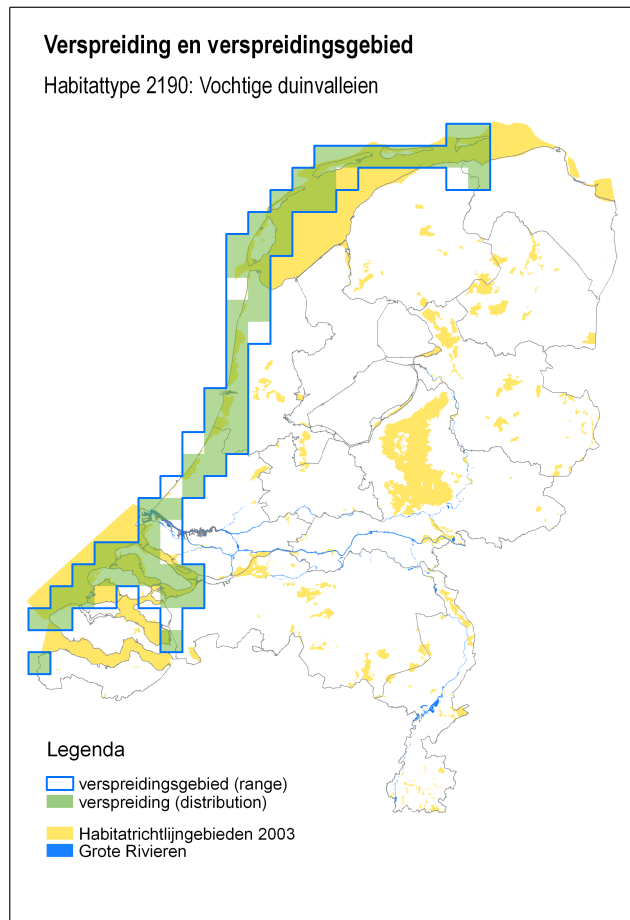 Verspreiding en verspreidingsgebied
Habitattype 2190: Vochtige duinvalleien
Legenda
verspreidingsgebied (range)
verspreiding (distribution)
Habitatrichtlijngebieden 2003
Grote Rivieren